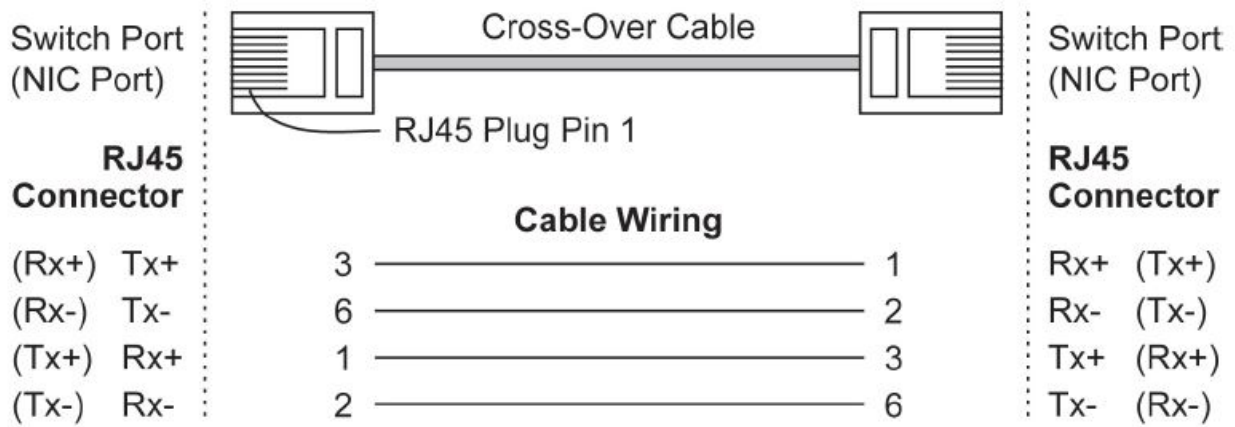 Switch Port
(NIC Port)
Cross-Over Cable
Switch Port
(NIC Port)
RJ45 Plug Pin 1
RJ45
Connector
RJ45
Connector
Cable Wiring
(Rx+) Tx+ 3 1 Rx+ (Tx+)
(Rx-) Tx- 6 2 Rx- (Tx-)
(Tx+) Rx+ 1 3 Tx+ (Rx+)
(Tx-) Rx- 2 6 Tx- (Rx-)